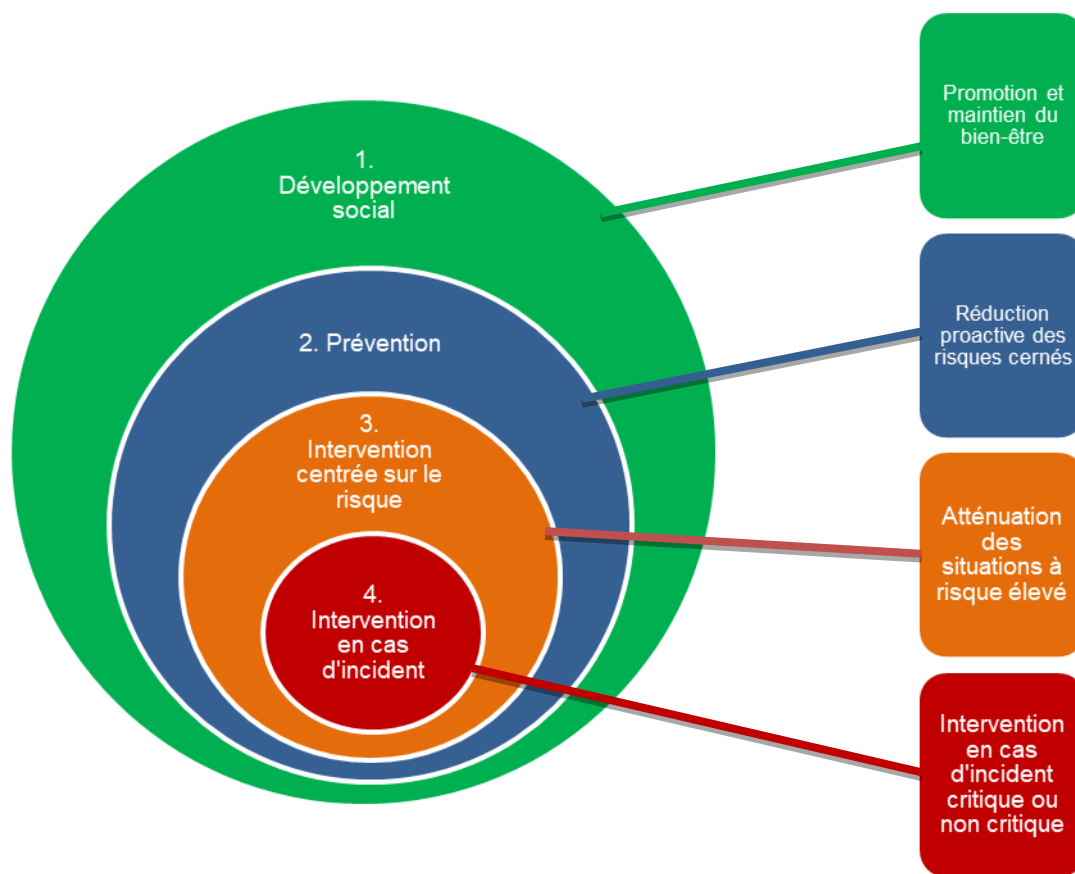 1.
Développement
social
2. Prévention
3.
Intervention
centrée sur le
risque
4.
Intervention
en cas
d'incident
Promotion et
maintien du
bien-être
Réduction
proactive des
risques cernés
Atténuation
des
situations à
risque élevé
Intervention
en cas
d'incident
critique ou
non critique